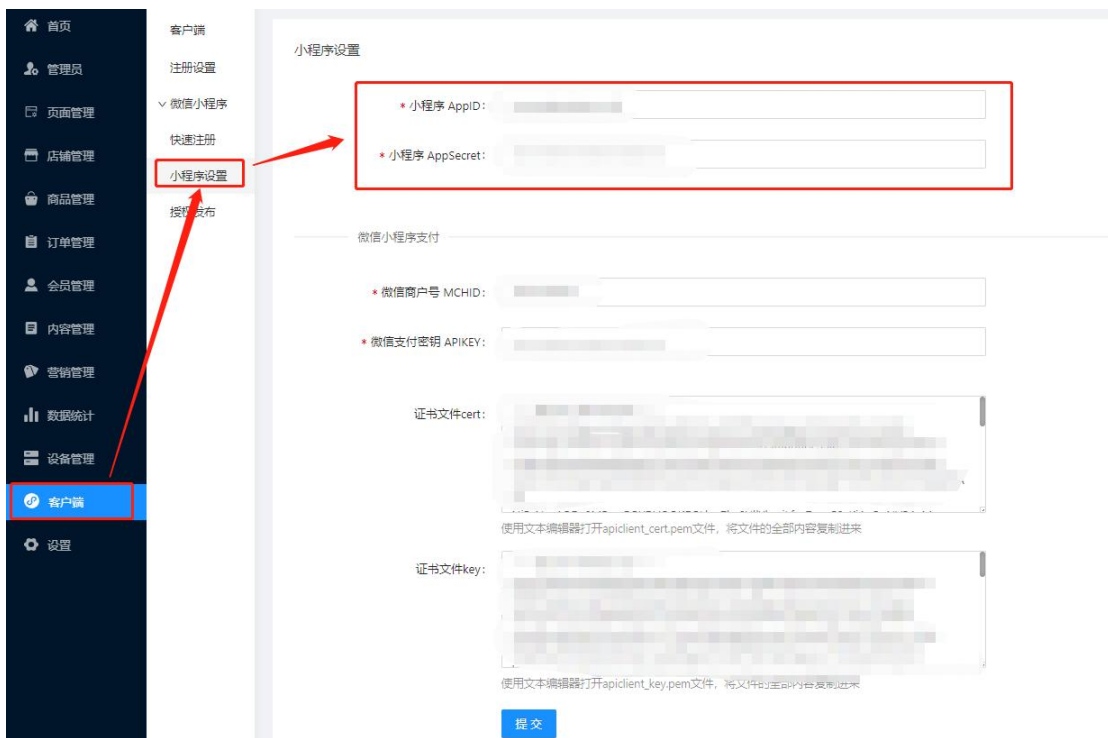 首页
管理员
页面管理
店铺管理
商品管理
订单管理
会员管理
内容管理
营销管理
数据统计
设备管理
客户端
设置
客户端
注册设置
微信小程序
快速注册
小程序设置
授权发布
小程序设置
* 小程序 AppID:
* 小程序 AppSecret:
微信小程序支付
* 微信商户号 MCHID:
* 微信支付密钥 APIKEY:
证书文件cert:
使用文本编辑器打开apiclient_cert.pem文件，将文件的全部内容复制进来
证书文件key:
使用文本编辑器打开apiclient_key.pem文件，将文件的全部内容复制进来
提交